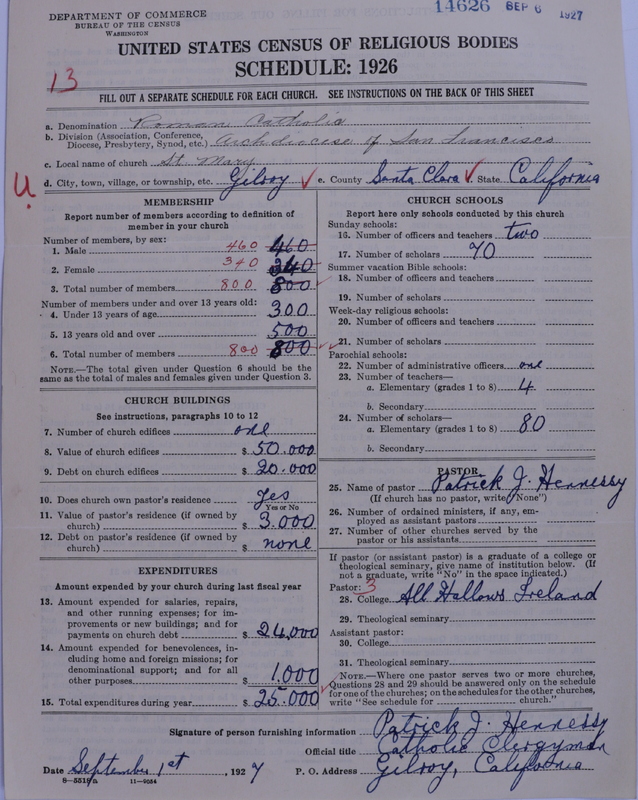 DEPARTMENT OF COMMERCE
BUREAU OF THE CENSUS
WASHINGTON
14626 SEP 6 1927
UNITED STATES CENSUS OF RELIGIOUS BODIES
SCHEDULE: 1926
13
FILL OUT A SEPARATE SCHEDULE FOR EACH CHURCH. SEE INSTRUCTIONS ON THE BACK OF THIS SHEET
a. Denomination Roman Catholic
b. Division (Association, Conference, Diocese, Presbytery, Synod, etc.) Archdiocese of San Francisco
c. Local name of church St. Mary
U.
d. City, town, village, or township, etc. Gilroy ✓ e. County Santa Clara ✓ State California
MEMBERSHIP
Report number of members according to definition of
member in your church
Number of members, by sex:
1. Male 460 460
2. Female 340 340
3. Total number of members 800 800
Number of members under and over 13 years old:
4. Under 13 years of age 300
5. 13 years old and over 500
6. Total number of members 800 800
NOTE.—The total given under Question 6 should be the
same as the total of males and females given under Question 3.
CHURCH BUILDINGS
See instructions, paragraphs 10 to 12
7. Number of church edifices one
8. Value of church edifices $ 50.000
9. Debt on church edifices $ 20.000
10. Does church own pastor's residence yes
Yes or No
11. Value of pastor's residence (if owned by
church) $ 3.000
12. Debt on pastor's residence (if owned by
church) $ none
EXPENDITURES
Amount expended by your church during last fiscal year
13. Amount expended for salaries, repairs,
and other running expenses; for im-
provements or new buildings; and for
payments on church debt $ 24,000
14. Amount expended for benevolences, in-
cluding home and foreign missions; for
denominational support; and for all
other purposes $ 1.000
15. Total expenditures during year $ 25.000
CHURCH SCHOOLS
Report here only schools conducted by this church
Sunday schools:
16. Number of officers and teachers two
17. Number of scholars 70
Summer vacation Bible schools:
18. Number of officers and teachers
19. Number of scholars
Week-day religious schools:
20. Number of officers and teachers
21. Number of scholars
Parochial schools:
22. Number of administrative officers one
23. Number of teachers—
a. Elementary (grades 1 to 8) 4
b. Secondary
24. Number of scholars—
a. Elementary (grades 1 to 8) 80
b. Secondary
PASTOR
25. Name of pastor Patrick J. Hennessy
(If church has no pastor, write "None")
26. Number of ordained ministers, if any, em-
ployed as assistant pastors
27. Number of other churches served by the
pastor or his assistants
If pastor (or assistant pastor) is a graduate of a college or
theological seminary, give name of institution below. (If
not a graduate, write "No" in the space indicated.)
Pastor: 3
28. College All Hallows Ireland
29. Theological seminary
Assistant pastor:
30. College
31. Theological seminary
NOTE.—Where one pastor serves two or more churches,
Questions 28 and 29 should be answered only on the schedule
for one of the churches; on the schedules for the other churches,
write "See schedule for church."
Signature of person furnishing information Patrick J. Hennessy
Official title Catholic Clergyman
Date September 1st, 1927 P. O. Address Gilroy, California
8—5518a 11—9054